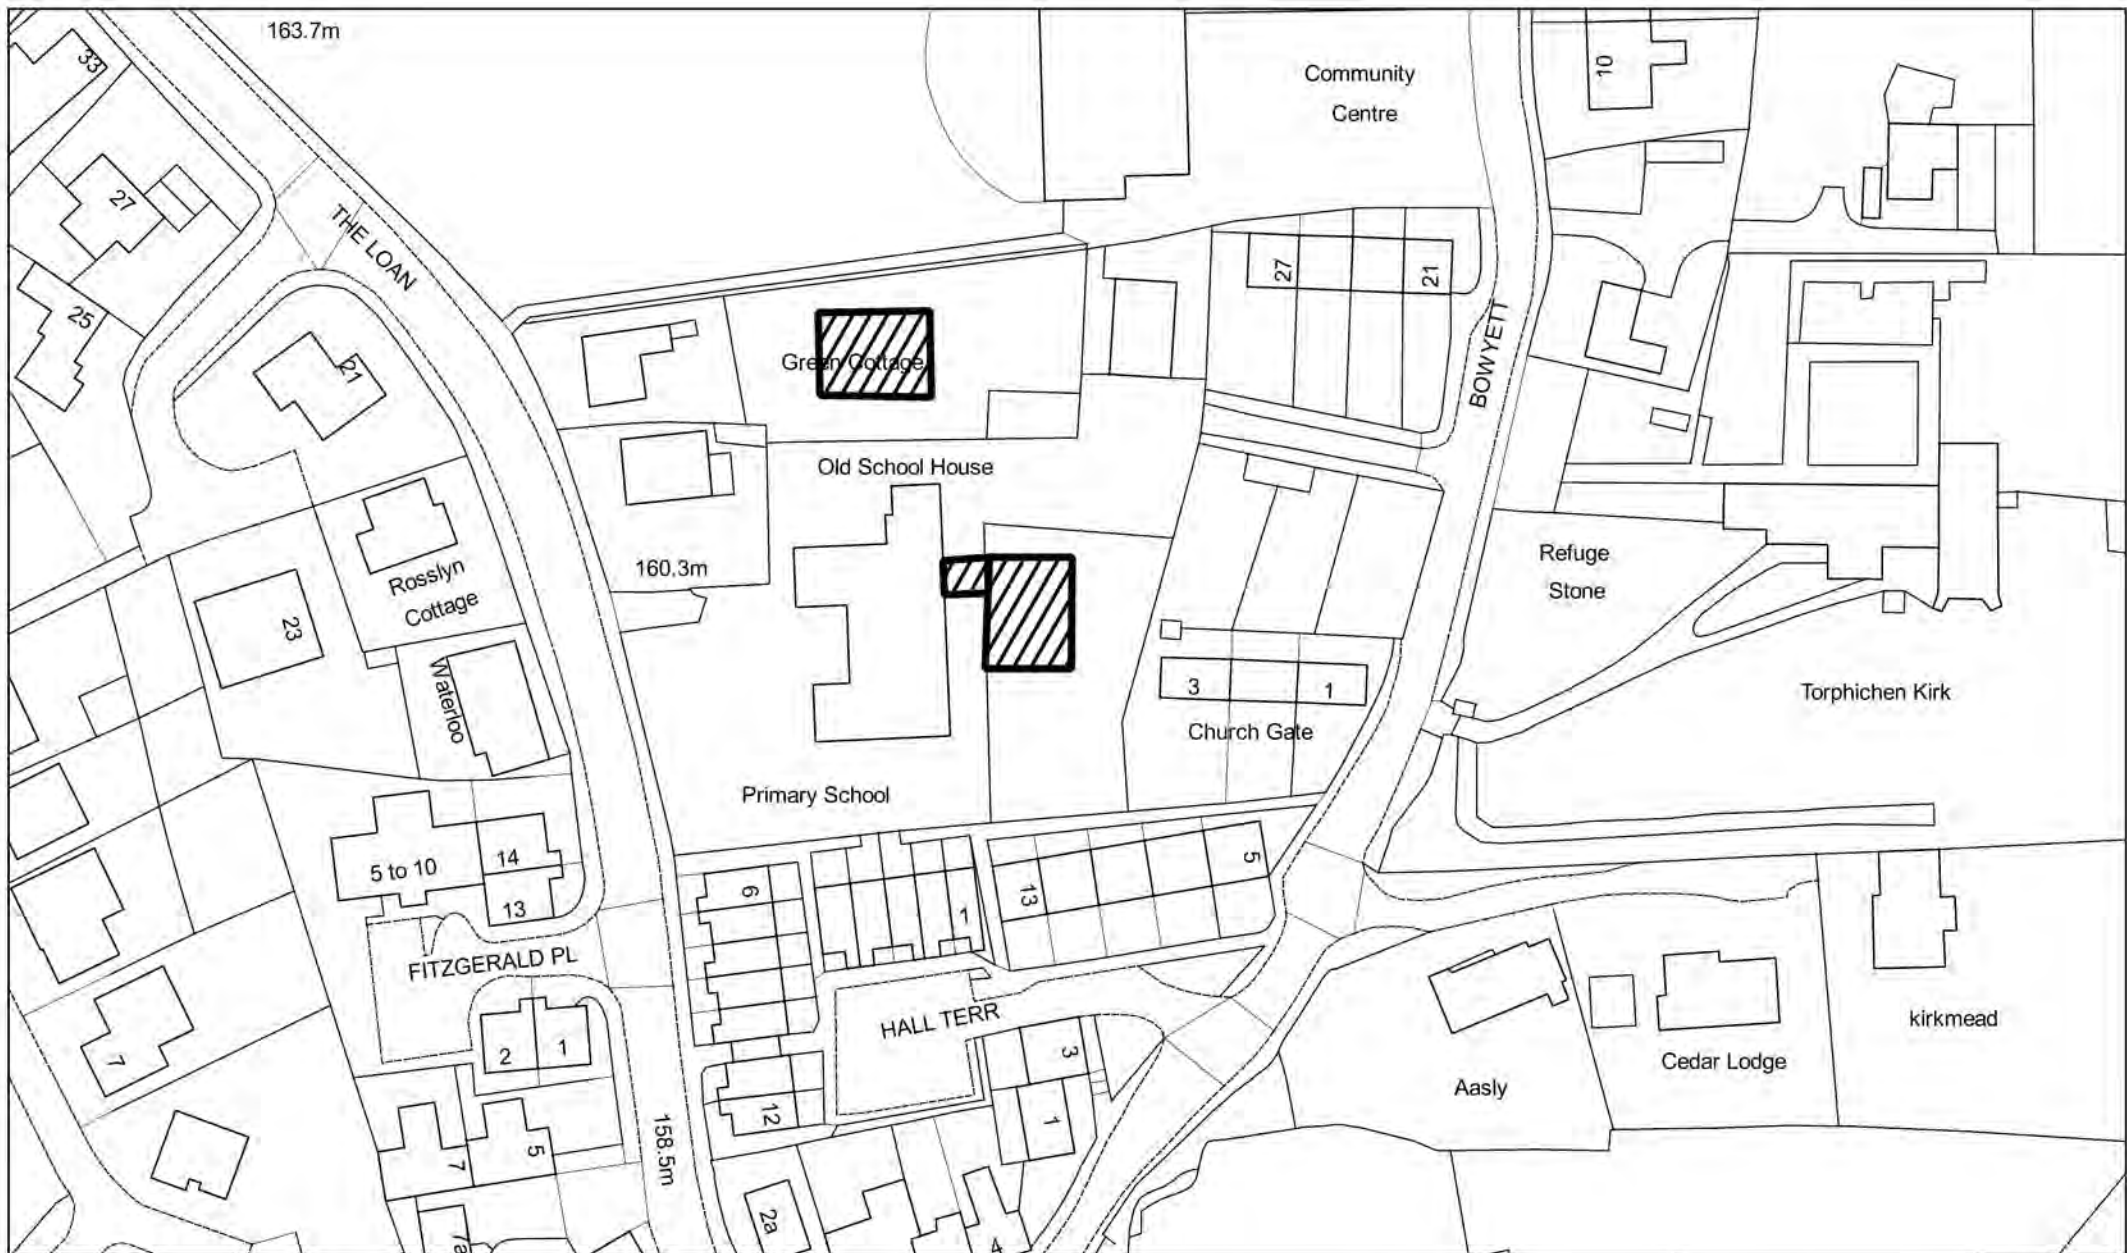 163.7m
33
Community
Centre
10
27
THE LOAN
25
21
27
21
BOWYETT
Green Cottage
Old School House
160.3m
Rosslyn
Cottage
23
Waterloo
Refuge
Stone
Torphichen Kirk
3
1
Church Gate
Primary School
5 to 10
14
13
6
1
13
5
FITZGERALD PL
HALL TERR
2
1
3
7
12
1
Aasly
Cedar Lodge
kirkmead
7
5
158.5m
7a
2a
4